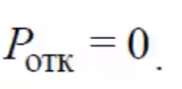 Pотк = 0.